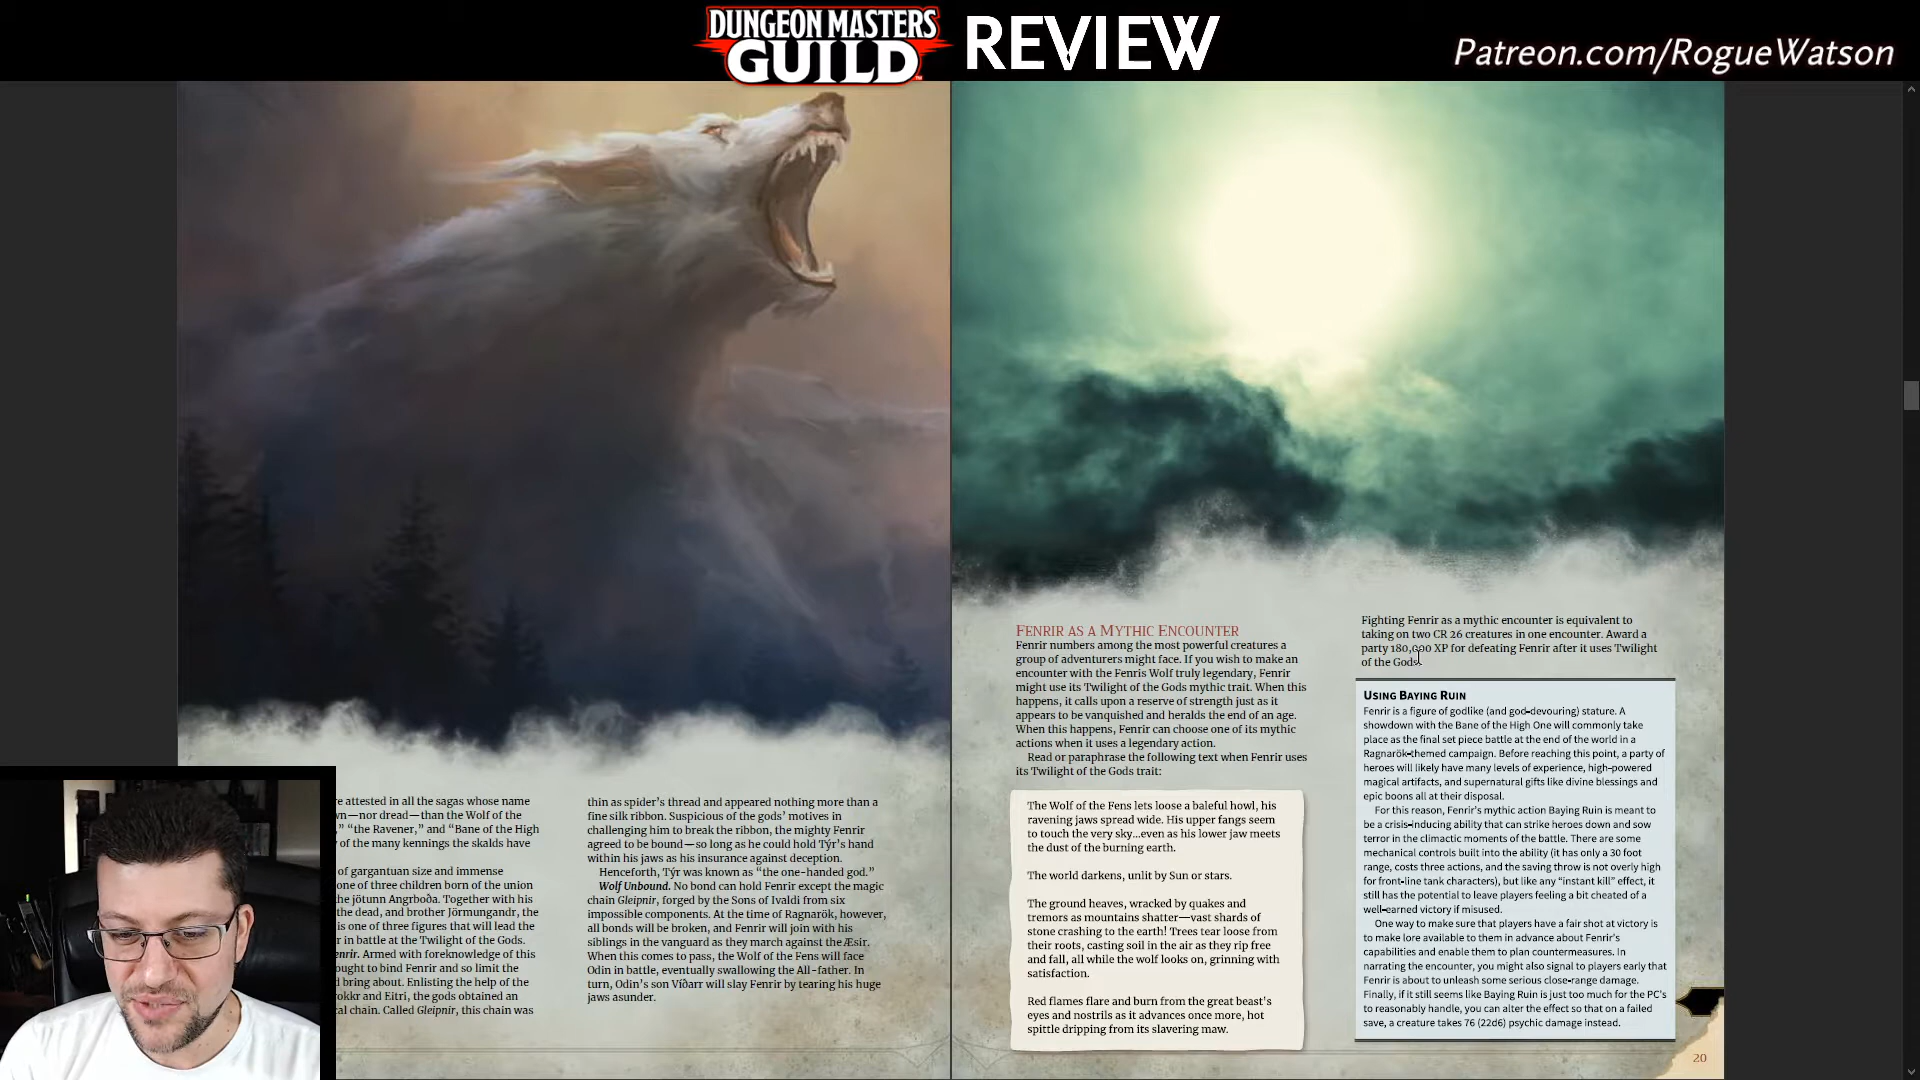 DUNGEON MASTERS
GUILD
REVIEW
Patreon.com/RogueWatson
attested in all the sagas whose name
nor dread—than the Wolf of the
“the Ravener,” and “Bane of the High
of the many kennings the skalds have
of gargantuan size and immense
one of three children born of the union
the jötunn Angrboða. Together with his
the dead, and brother Jörmungandr, the
is one of three figures that will lead the
in battle at the Twilight of the Gods.
Armed with foreknowledge of this
to bind Fenrir and so limit the
bring about. Enlisting the help of the
and Eitri, the gods obtained an
chain. Called Gleipnir, this chain was
thin as spider’s thread and appeared nothing more than a
fine silk ribbon. Suspicious of the gods’ motives in
challenging him to break the ribbon, the mighty Fenrir
agreed to be bound—so long as he could hold Týr’s hand
within his jaws as his insurance against deception.
Henceforth, Týr was known as “the one-handed god.”
Wolf Unbound. No bond can hold Fenrir except the magic
chain Gleipnir, forged by the Sons of Ivaldi from six
impossible components. At the time of Ragnarök, however,
all bonds will be broken, and Fenrir will join with his
siblings in the vanguard as they march against the Æsir.
When this comes to pass, the Wolf of the Fens will face
Odin in battle, eventually swallowing the All-father. In
turn, Odin’s son Víðarr will slay Fenrir by tearing his huge
jaws asunder.
FENRIR AS A MYTHIC ENCOUNTER
Fenrir numbers among the most powerful creatures a
group of adventurers might face. If you wish to make an
encounter with the Fenris Wolf truly legendary, Fenrir
might use its Twilight of the Gods mythic trait. When this
happens, it calls upon a reserve of strength just as it
appears to be vanquished and heralds the end of an age.
When this happens, Fenrir can choose one of its mythic
actions when it uses a legendary action.
Read or paraphrase the following text when Fenrir uses
its Twilight of the Gods trait:
The Wolf of the Fens lets loose a baleful howl, his
ravening jaws spread wide. His upper fangs seem
to touch the very sky...even as his lower jaw meets
the dust of the burning earth.
The world darkens, unlit by Sun or stars.
The ground heaves, wracked by quakes and
tremors as mountains shatter—vast shards of
stone crashing to the earth! Trees tear loose from
their roots, casting soil in the air as they rip free
and fall, all while the wolf looks on, grinning with
satisfaction.
Red flames flare and burn from the great beast’s
eyes and nostrils as it advances once more, hot
spittle dripping from its slavering maw.
Fighting Fenrir as a mythic encounter is equivalent to
taking on two CR 26 creatures in one encounter. Award a
party 180,000 XP for defeating Fenrir after it uses Twilight
of the Gods.
USING BAYING RUIN
Fenrir is a figure of godlike (and god-devouring) stature. A
showdown with the Bane of the High One will commonly take
place as the final set piece battle at the end of the world in a
Ragnarök-themed campaign. Before reaching this point, a party of
heroes will likely have many levels of experience, high-powered
magical artifacts, and supernatural gifts like divine blessings and
epic boons all at their disposal.
For this reason, Fenrir’s mythic action Baying Ruin is meant to
be a crisis-inducing ability that can strike heroes down and sow
terror in the climactic moments of the battle. There are some
mechanical controls built into the ability (it has only a 30 foot
range, costs three actions, and the saving throw is not overly high
for front-line tank characters), but like any “instant kill” effect, it
still has the potential to leave players feeling a bit cheated of a
well-earned victory if misused.
One way to make sure that players have a fair shot at victory is
to make lore available to them in advance about Fenrir’s
capabilities and enable them to plan countermeasures. In
narrating the encounter, you might also signal to players early that
Fenrir is about to unleash some serious close-range damage.
Finally, if it still seems like Baying Ruin is just too much for the PC’s
to reasonably handle, you can alter the effect so that on a failed
save, a creature takes 76 (22d6) psychic damage instead.
20